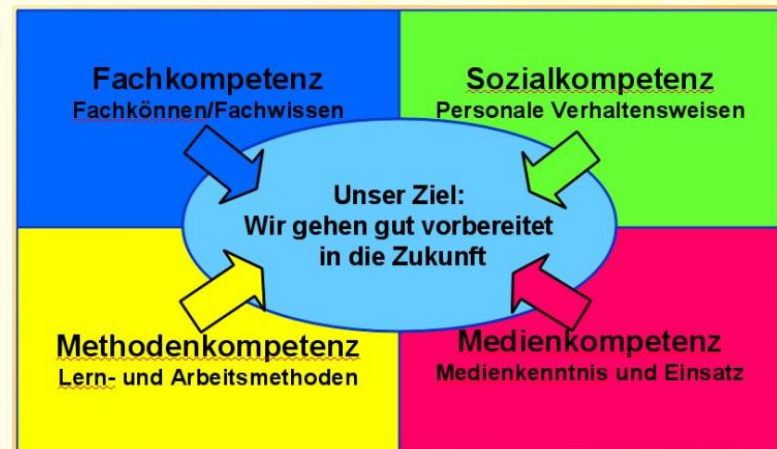 Fachkompetenz
Fachkönnen/Fachwissen
Sozialkompetenz
Personale Verhaltensweisen
Unser Ziel:
Wir gehen gut vorbereitet
in die Zukunft
Methodenkompetenz
Lern- und Arbeitsmethoden
Medienkompetenz
Medienkenntnis und Einsatz